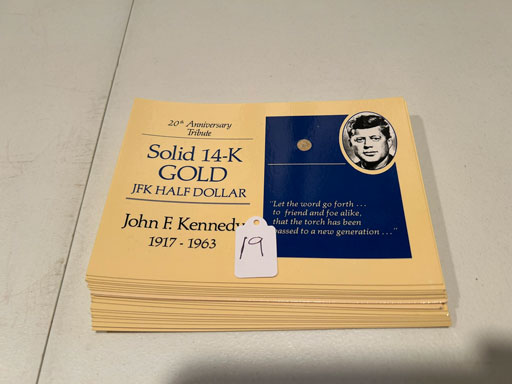 20th Anniversary
Tribute
Solid 14-K
GOLD
JFK HALF DOLLAR
John F. Kennedy
1917 - 1963
"Let the word go forth . . .
to friend and foe alike,
that the torch has been
passed to a new generation . . ."
19